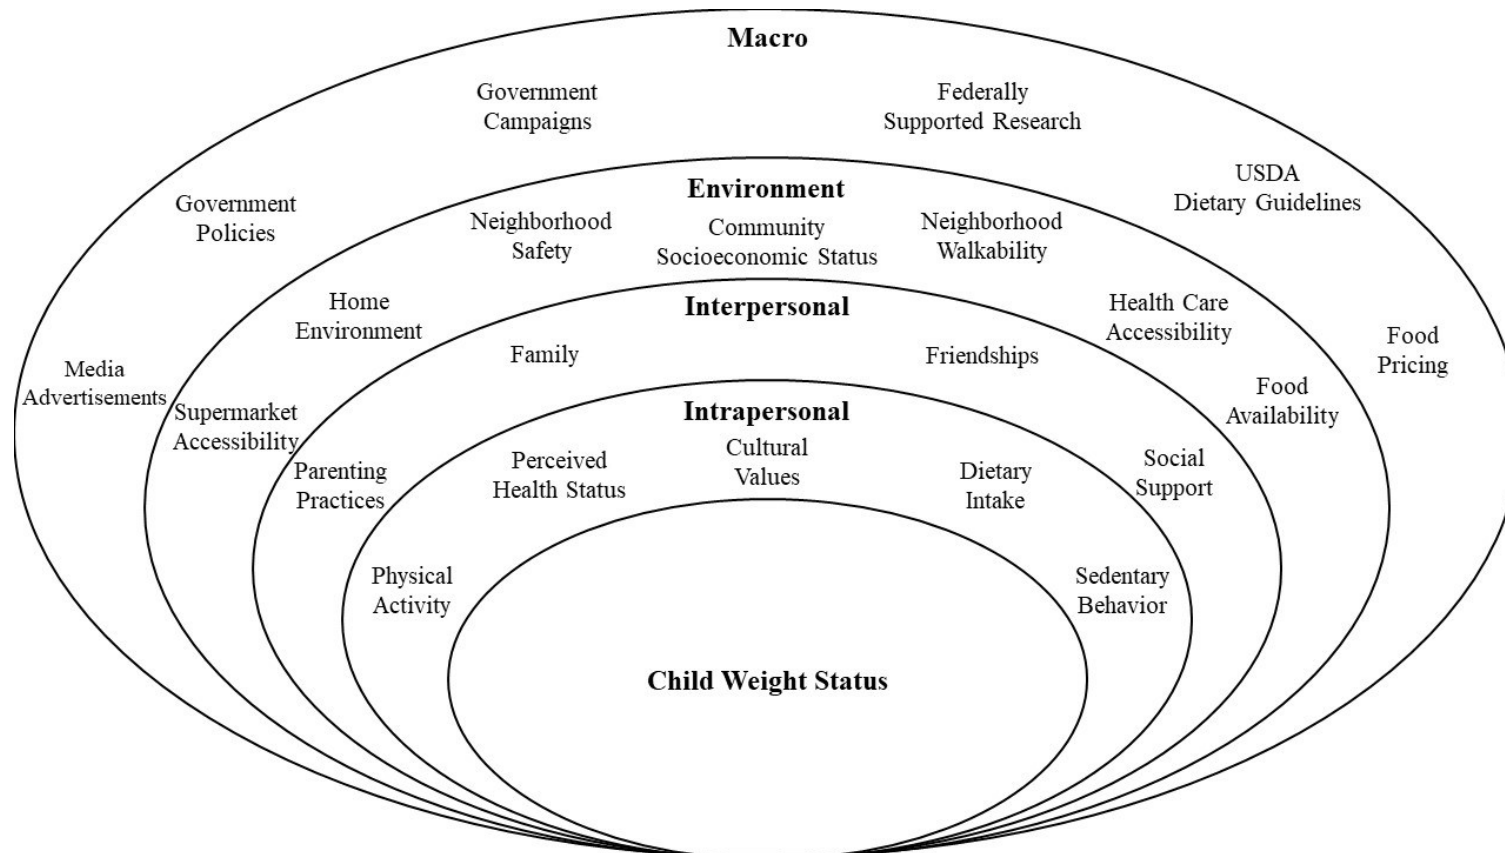 Macro
Government
Campaigns
Federally
Supported Research
Government
Policies
USDA
Dietary Guidelines
Media
Advertisements
Food
Pricing
Environment
Neighborhood
Safety
Community
Socioeconomic Status
Neighborhood
Walkability
Home
Environment
Health Care
Accessibility
Supermarket
Accessibility
Food
Availability
Interpersonal
Family
Friendships
Parenting
Practices
Social
Support
Intrapersonal
Perceived
Health Status
Cultural
Values
Dietary
Intake
Physical
Activity
Sedentary
Behavior
Child Weight Status